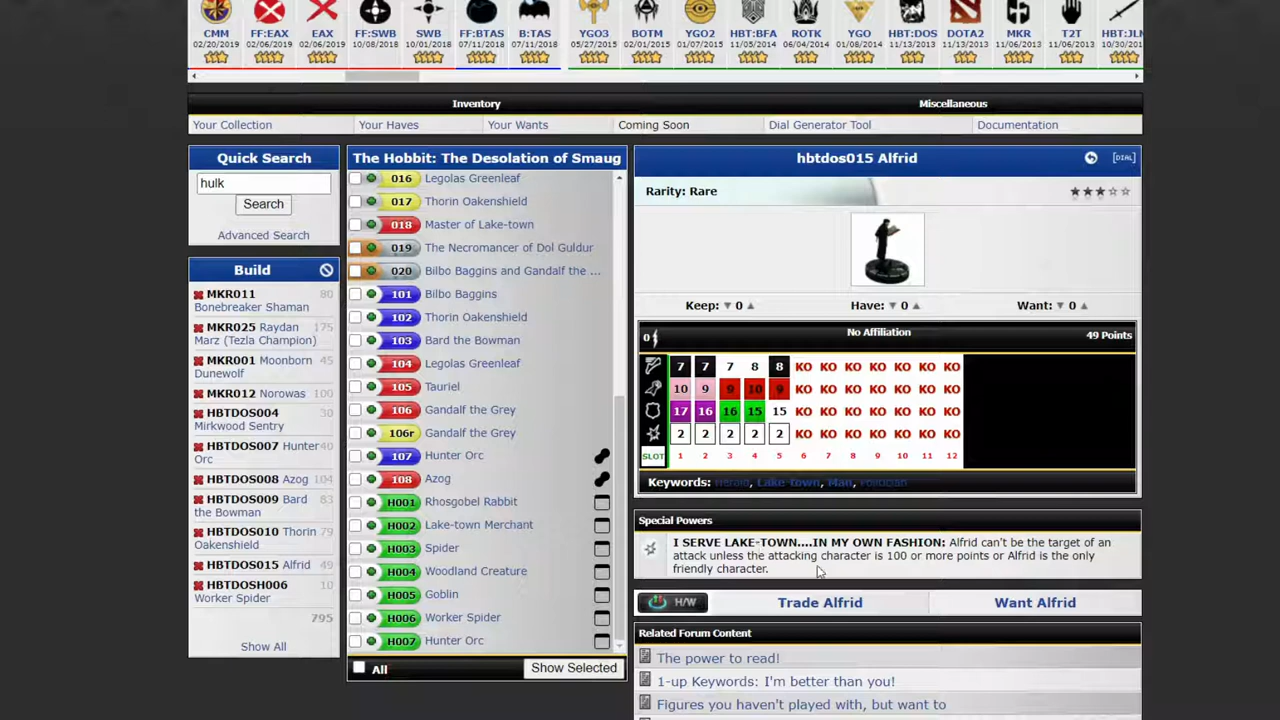 CMM FF:EAX EAX FF:SWB SWB FF:BTAS B:TAS YGO3 BOTM YGO2 HBT:BFA ROTK YGO HBT:DOS DOTA2 MKR T2T HBT:JLN
02/20/2019 02/06/2019 02/06/2019 10/08/2018 10/01/2018 07/11/2018 07/11/2018 05/27/2015 02/01/2015 01/07/2015 11/05/2014 06/04/2014 01/08/2014 11/13/2013 11/13/2013 11/06/2013 11/06/2013 10/30/20
Inventory Miscellaneous
Your Collection Your Haves Your Wants Coming Soon Dial Generator Tool Documentation
Quick Search
hulk
Search
Advanced Search
Build
MKR011 80
Bonebreaker Shaman
MKR025 Raydan 175
Marz (Tezla Champion)
MKR001 Moonborn 45
Dunewolf
MKR012 Norowas 100
HBTDOS004 30
Mirkwood Sentry
HBTDOS007 Hunter 40
Orc
HBTDOS008 Azog 104
HBTDOS009 Bard 83
the Bowman
HBTDOS010 Thorin 79
Oakenshield
HBTDOS015 Alfrid 49
HBTDOSH006 10
Worker Spider
795
Show All
The Hobbit: The Desolation of Smaug
016 Legolas Greenleaf
017 Thorin Oakenshield
018 Master of Lake-town
019 The Necromancer of Dol Guldur
020 Bilbo Baggins and Gandalf the ...
101 Bilbo Baggins
102 Thorin Oakenshield
103 Bard the Bowman
104 Legolas Greenleaf
105 Tauriel
106 Gandalf the Grey
106r Gandalf the Grey
107 Hunter Orc
108 Azog
H001 Rhosgobel Rabbit
H002 Lake-town Merchant
H003 Spider
H004 Woodland Creature
H005 Goblin
H006 Worker Spider
H007 Hunter Orc
All Show Selected
hbtdos015 Alfrid [DIAL]
Rarity: Rare
Keep: 0 Have: 0 Want: 0
0 No Affiliation 49 Points
7 7 7 8 8 KO KO KO KO KO KO KO
10 9 9 10 9 KO KO KO KO KO KO KO
17 16 16 15 15 KO KO KO KO KO KO KO
2 2 2 2 2 KO KO KO KO KO KO KO
SLOT 1 2 3 4 5 6 7 8 9 10 11 12
Keywords: Herald, Lake-town, Man, Politician
Special Powers
I SERVE LAKE-TOWN....IN MY OWN FASHION: Alfrid can't be the target of an
attack unless the attacking character is 100 or more points or Alfrid is the only
friendly character.
H/W Trade Alfrid Want Alfrid
Related Forum Content
The power to read!
1-up Keywords: I'm better than you!
Figures you haven't played with, but want to